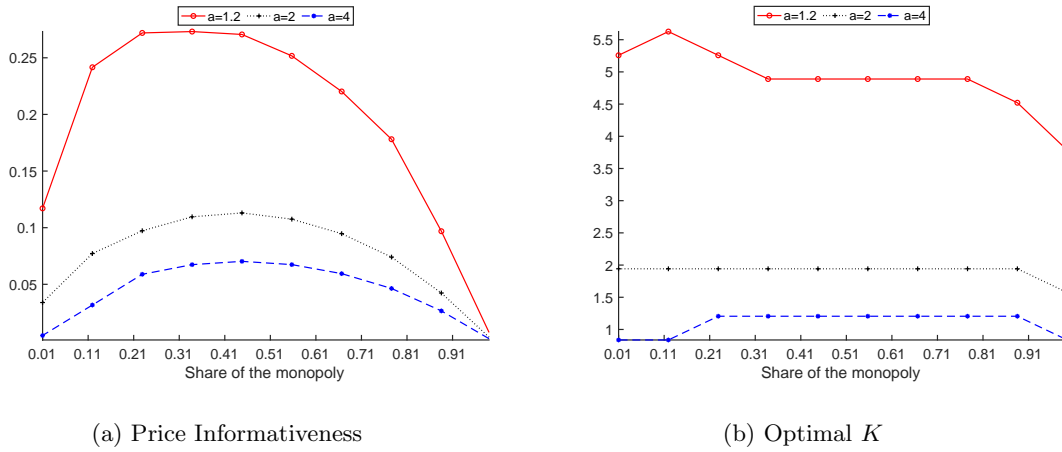 a=1.2 a=2 a=4
0.25
0.2
0.15
0.1
0.05
0.01 0.11 0.21 0.31 0.41 0.51 0.61 0.71 0.81 0.91
Share of the monopoly
(a) Price Informativeness
a=1.2 a=2 a=4
5.5
5
4.5
4
3.5
3
2.5
2
1.5
1
0.01 0.11 0.21 0.31 0.41 0.51 0.61 0.71 0.81 0.91
Share of the monopoly
(b) Optimal K